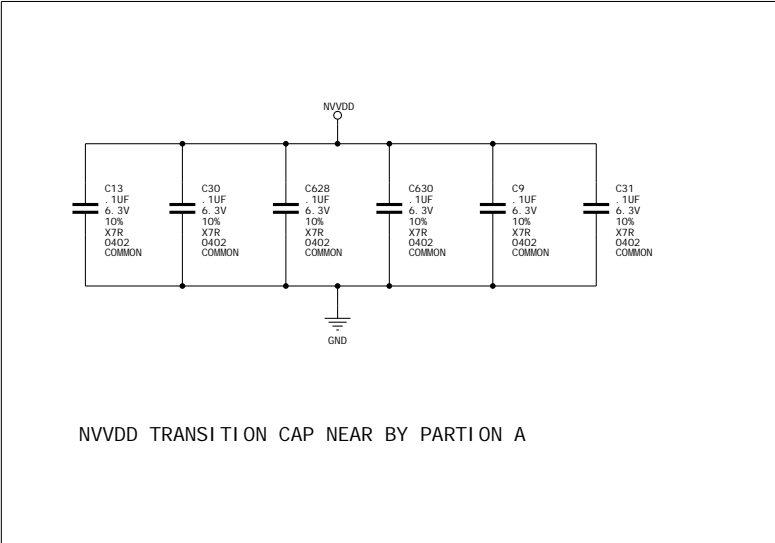 NVVDD
C13
.1UF
6.3V
10%
X7R
0402
COMMON
C30
.1UF
6.3V
10%
X7R
0402
COMMON
C628
.1UF
6.3V
10%
X7R
0402
COMMON
C630
.1UF
6.3V
10%
X7R
0402
COMMON
C9
.1UF
6.3V
10%
X7R
0402
COMMON
C31
.1UF
6.3V
10%
X7R
0402
COMMON
GND
NVVDD TRANSITION CAP NEAR BY PARTION A